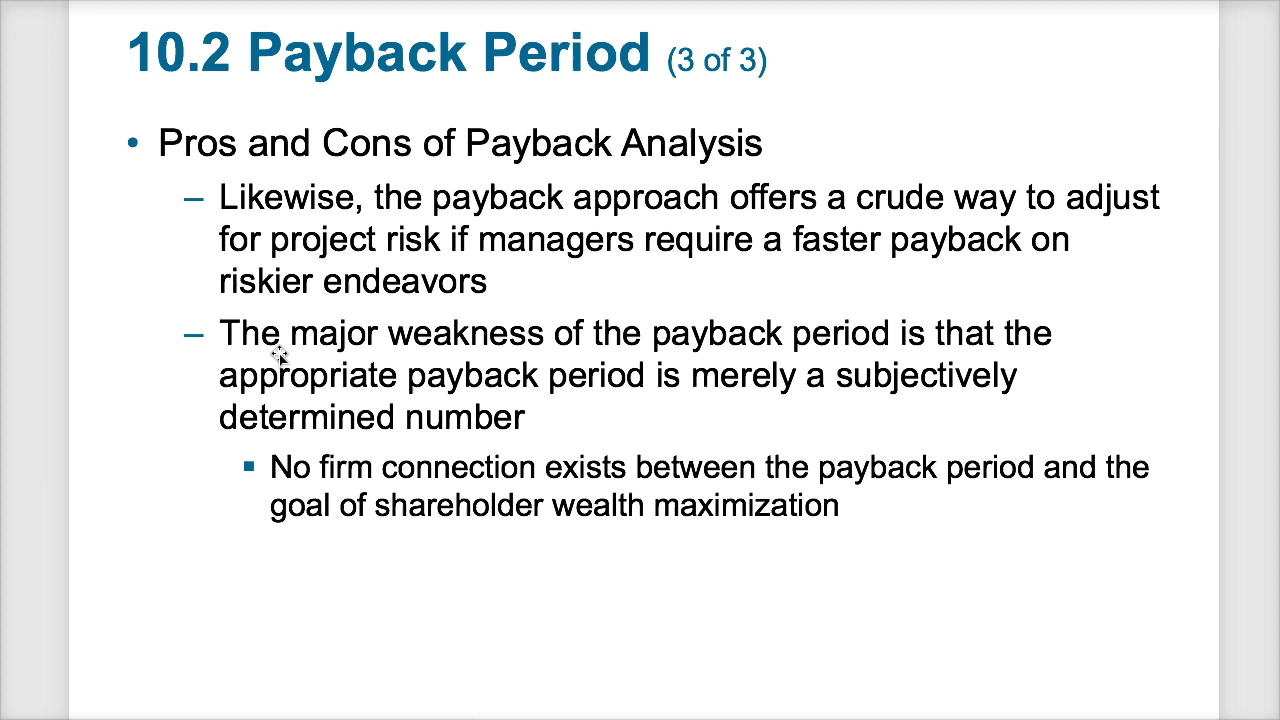 10.2 Payback Period (3 of 3)
• Pros and Cons of Payback Analysis
– Likewise, the payback approach offers a crude way to adjust
for project risk if managers require a faster payback on
riskier endeavors
– The major weakness of the payback period is that the
appropriate payback period is merely a subjectively
determined number
▪ No firm connection exists between the payback period and the
goal of shareholder wealth maximization